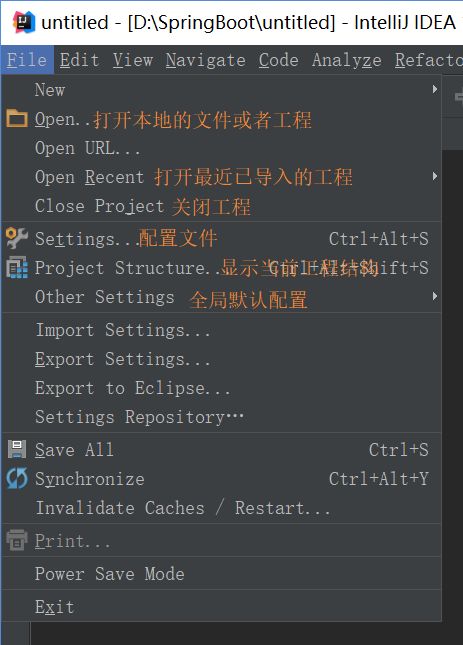 untitled - [D:\SpringBoot\untitled] - IntelliJ IDEA
File Edit View Navigate Code Analyze Refacto
New
Open...打开本地的文件或者工程
Open URL...
Open Recent 打开最近已导入的工程
Close Project 关闭工程
Settings...配置文件 Ctrl+Alt+S
Project Structure...显示当前工程结构 Ctrl+Alt+Shift+S
Other Settings 全局默认配置
Import Settings...
Export Settings...
Export to Eclipse...
Settings Repository...
Save All Ctrl+S
Synchronize Ctrl+Alt+Y
Invalidate Caches / Restart...
Print...
Power Save Mode
Exit